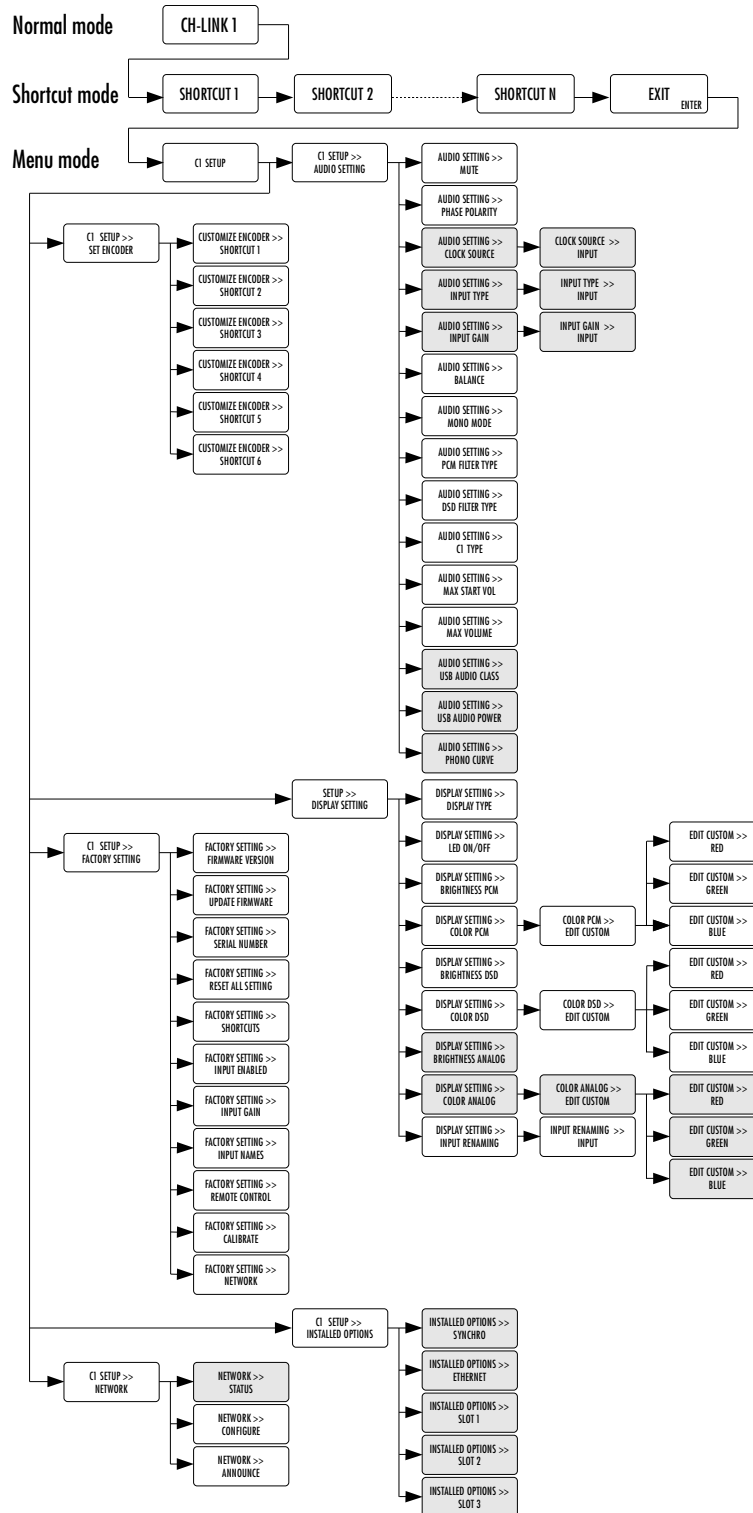 Normal mode
CH-LINK 1
Shortcut mode
SHORTCUT 1
SHORTCUT 2
SHORTCUT N
EXIT
ENTER
Menu mode
C1 SETUP
C1 SETUP >>
AUDIO SETTING
AUDIO SETTING >>
MUTE
AUDIO SETTING >>
PHASE POLARITY
C1 SETUP >>
SET ENCODER
CUSTOMIZE ENCODER >>
SHORTCUT 1
CUSTOMIZE ENCODER >>
SHORTCUT 2
CUSTOMIZE ENCODER >>
SHORTCUT 3
CUSTOMIZE ENCODER >>
SHORTCUT 4
CUSTOMIZE ENCODER >>
SHORTCUT 5
CUSTOMIZE ENCODER >>
SHORTCUT 6
AUDIO SETTING >>
CLOCK SOURCE
CLOCK SOURCE >>
INPUT
AUDIO SETTING >>
INPUT TYPE
INPUT TYPE >>
INPUT
AUDIO SETTING >>
INPUT GAIN
INPUT GAIN >>
INPUT
AUDIO SETTING >>
BALANCE
AUDIO SETTING >>
MONO MODE
AUDIO SETTING >>
PCM FILTER TYPE
AUDIO SETTING >>
DSD FILTER TYPE
AUDIO SETTING >>
C1 TYPE
AUDIO SETTING >>
MAX START VOL
AUDIO SETTING >>
MAX VOLUME
AUDIO SETTING >>
USB AUDIO CLASS
AUDIO SETTING >>
USB AUDIO POWER
AUDIO SETTING >>
PHONO CURVE
SETUP >>
DISPLAY SETTING
DISPLAY SETTING >>
DISPLAY TYPE
DISPLAY SETTING >>
LED ON/OFF
DISPLAY SETTING >>
BRIGHTNESS PCM
DISPLAY SETTING >>
COLOR PCM
COLOR PCM >>
EDIT CUSTOM
EDIT CUSTOM >>
RED
EDIT CUSTOM >>
GREEN
EDIT CUSTOM >>
BLUE
DISPLAY SETTING >>
BRIGHTNESS DSD
DISPLAY SETTING >>
COLOR DSD
COLOR DSD >>
EDIT CUSTOM
EDIT CUSTOM >>
RED
EDIT CUSTOM >>
GREEN
EDIT CUSTOM >>
BLUE
DISPLAY SETTING >>
BRIGHTNESS ANALOG
DISPLAY SETTING >>
COLOR ANALOG
COLOR ANALOG >>
EDIT CUSTOM
EDIT CUSTOM >>
RED
EDIT CUSTOM >>
GREEN
EDIT CUSTOM >>
BLUE
DISPLAY SETTING >>
INPUT RENAMING
INPUT RENAMING >>
INPUT
C1 SETUP >>
FACTORY SETTING
FACTORY SETTING >>
FIRMWARE VERSION
FACTORY SETTING >>
UPDATE FIRMWARE
FACTORY SETTING >>
SERIAL NUMBER
FACTORY SETTING >>
RESET ALL SETTING
FACTORY SETTING >>
SHORTCUTS
FACTORY SETTING >>
INPUT ENABLED
FACTORY SETTING >>
INPUT GAIN
FACTORY SETTING >>
INPUT NAMES
FACTORY SETTING >>
REMOTE CONTROL
FACTORY SETTING >>
CALIBRATE
FACTORY SETTING >>
NETWORK
C1 SETUP >>
INSTALLED OPTIONS
INSTALLED OPTIONS >>
SYNCHRO
INSTALLED OPTIONS >>
ETHERNET
INSTALLED OPTIONS >>
SLOT 1
INSTALLED OPTIONS >>
SLOT 2
INSTALLED OPTIONS >>
SLOT 3
C1 SETUP >>
NETWORK
NETWORK >>
STATUS
NETWORK >>
CONFIGURE
NETWORK >>
ANNOUNCE